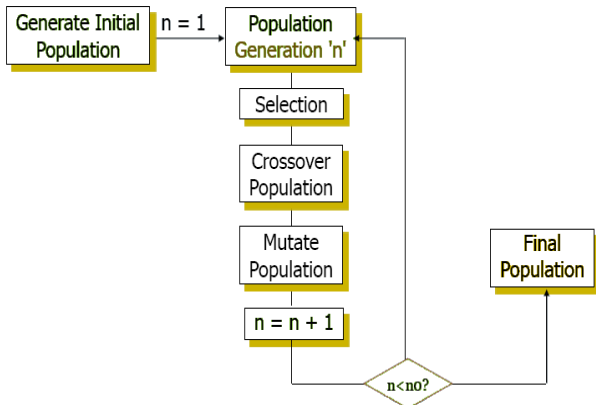 Generate Initial
Population
n = 1
Population
Generation 'n'
Selection
Crossover
Population
Mutate
Population
n = n + 1
n<no?
Final
Population